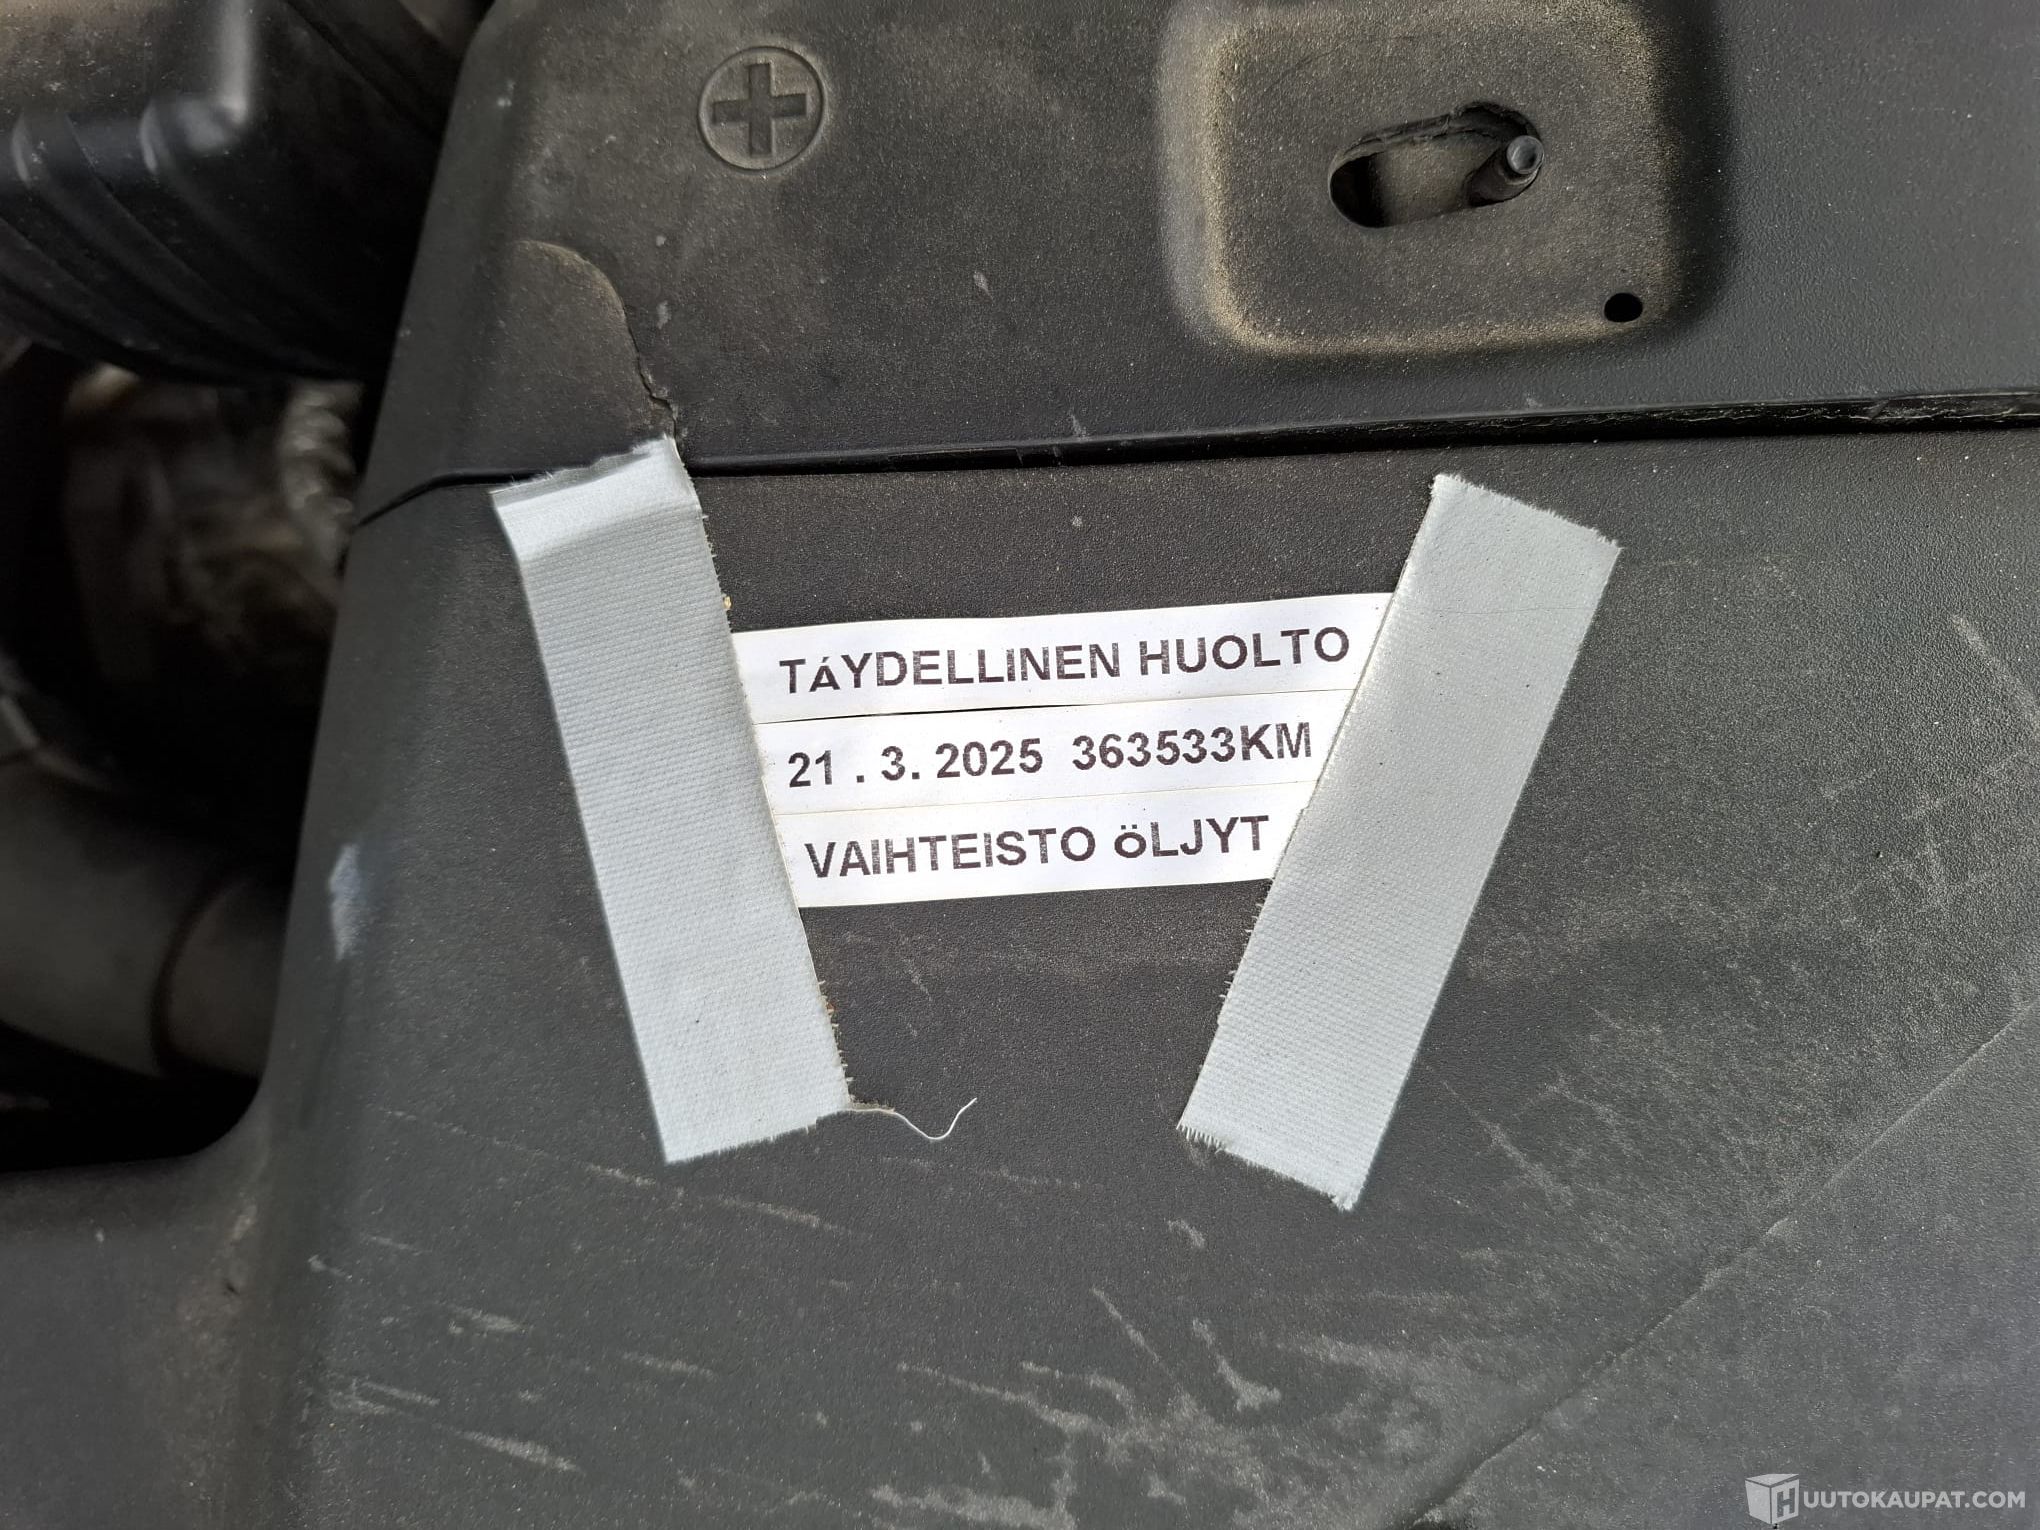 TáYDELLINEN HUOLTO
21 . 3. 2025 363533KM
VAIHTEISTO öLJYT
HUUTOKAUPAT.COM